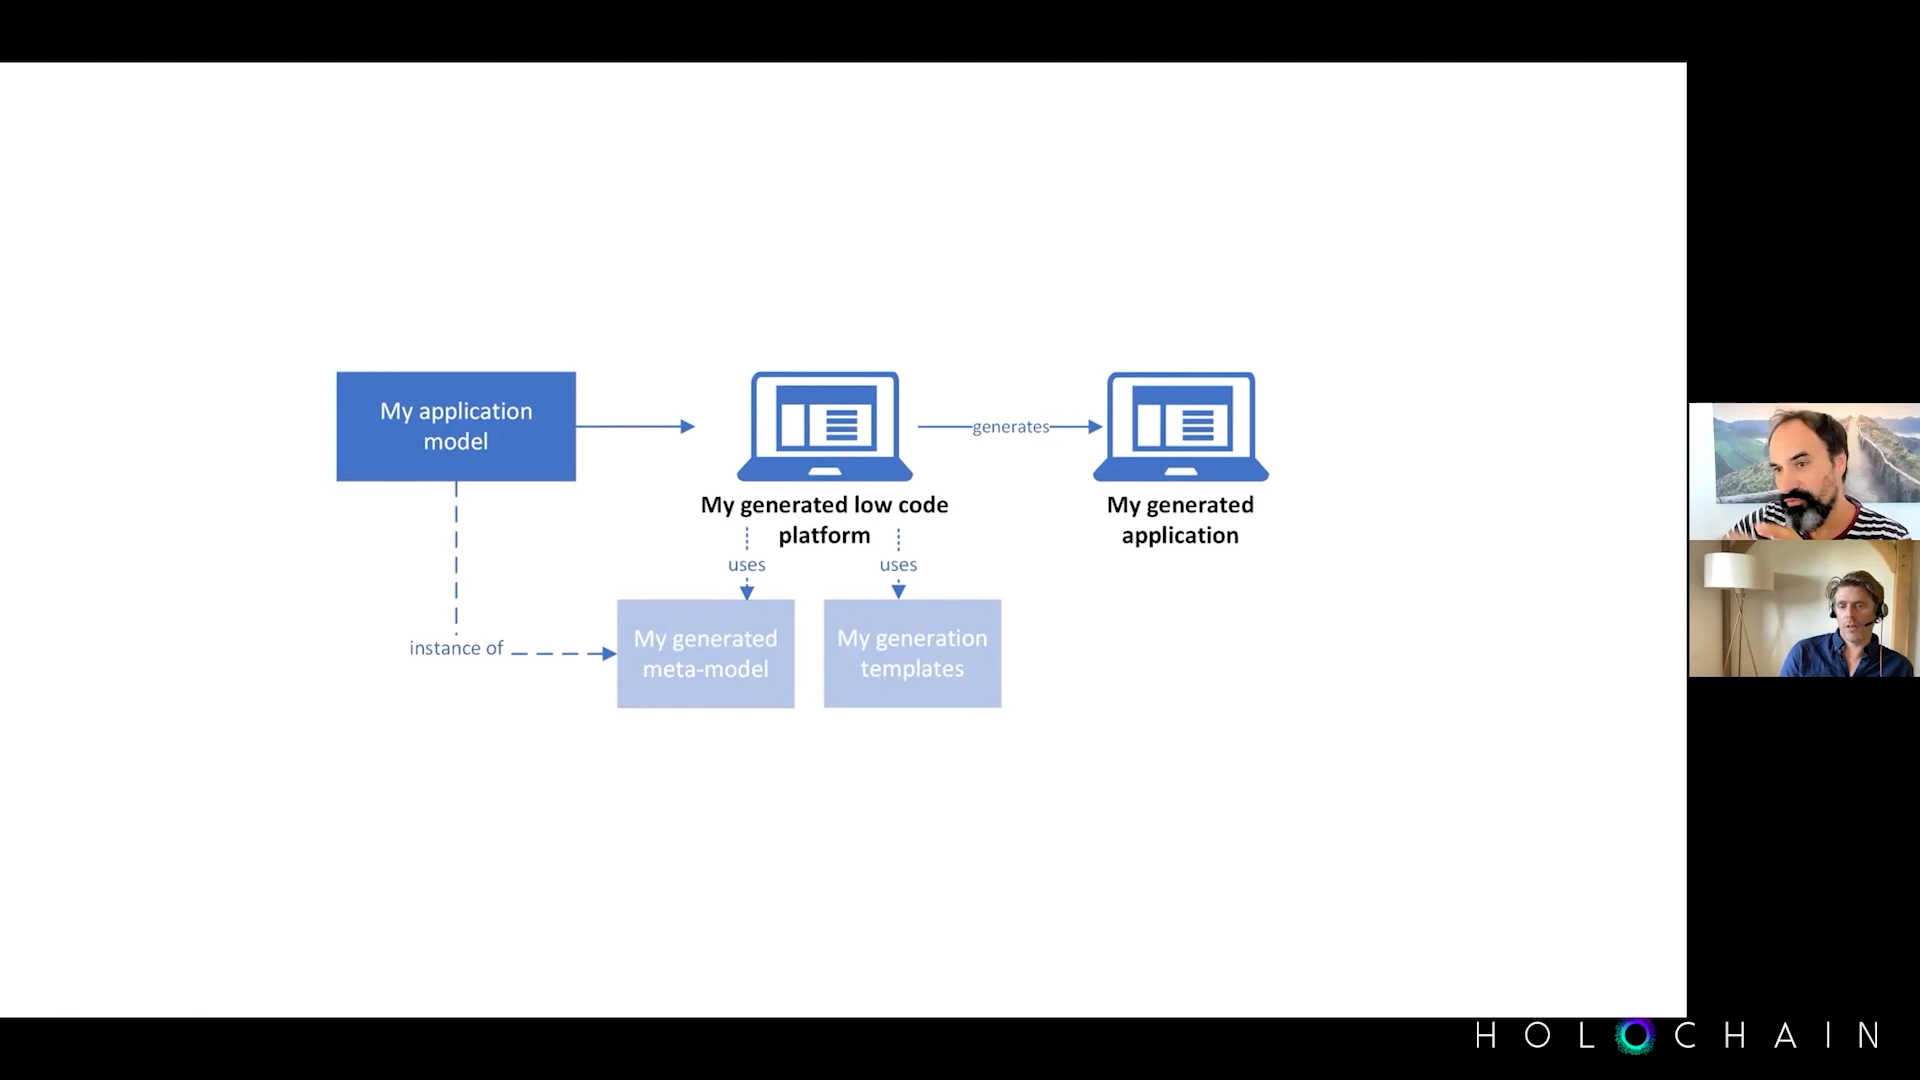 My application
model
generates
My generated low code
platform
My generated
application
uses
uses
instance of
My generated
meta-model
My generation
templates
HOLOCHAIN